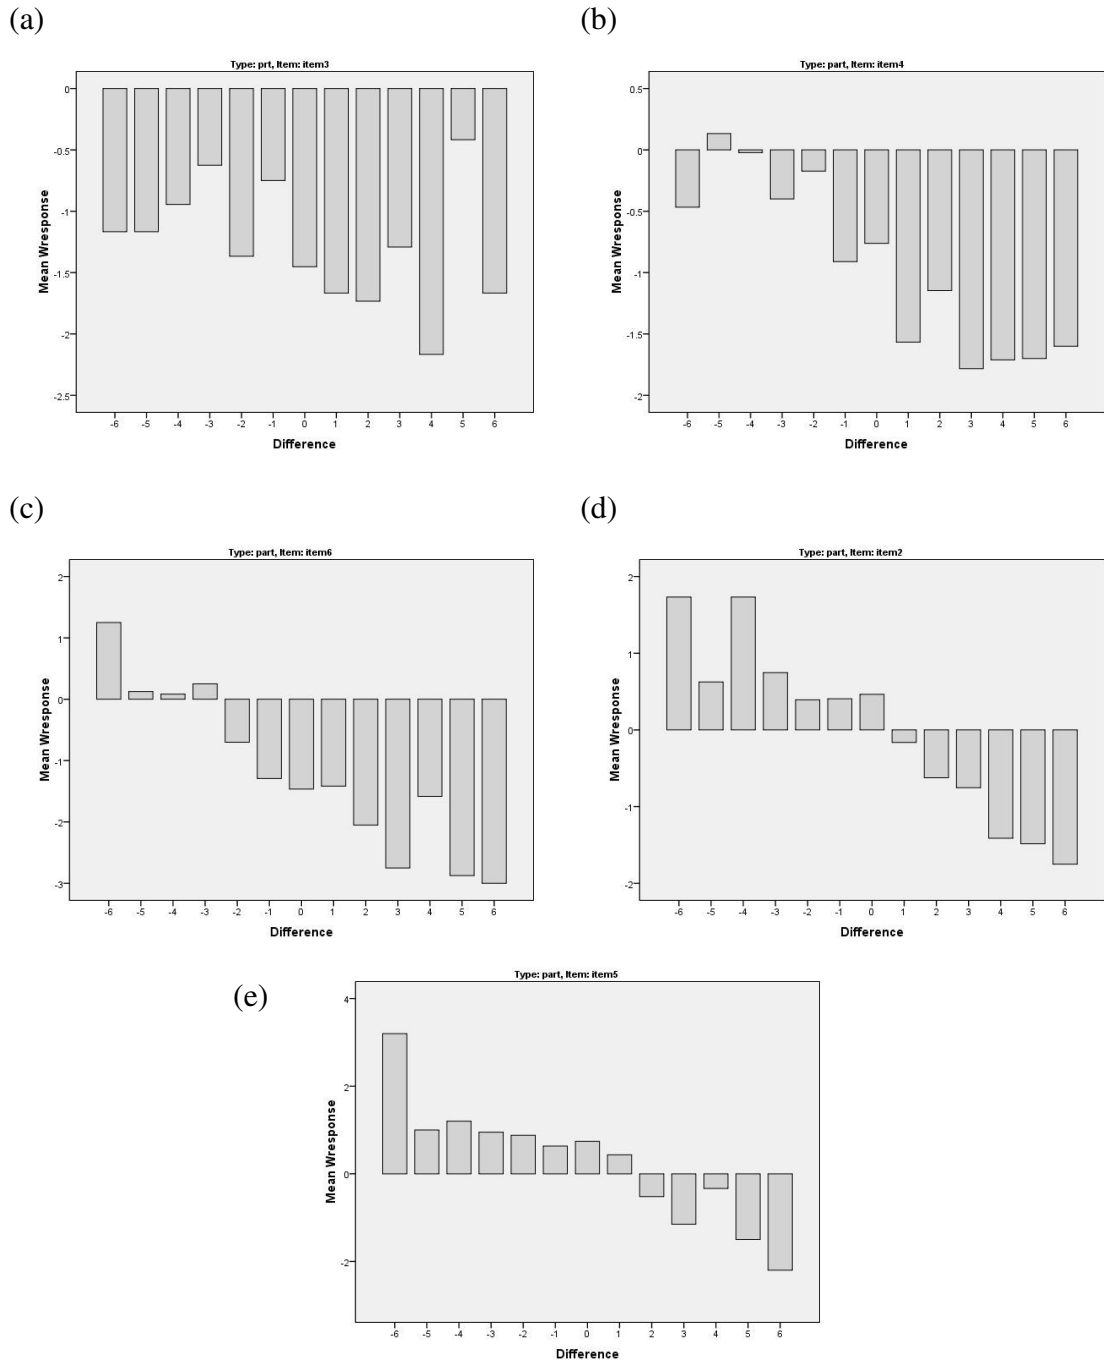 (a)
Type: prt, Item: item3
Mean Wresponse
0
-0.5
-1
-1.5
-2
-2.5
-6 -5 -4 -3 -2 -1 0 1 2 3 4 5 6
Difference
(b)
Type: part, Item: item4
Mean Wresponse
0.5
0
-0.5
-1
-1.5
-2
-6 -5 -4 -3 -2 -1 0 1 2 3 4 5 6
Difference
(c)
Type: part, Item: item6
Mean Wresponse
2
1
0
-1
-2
-3
-6 -5 -4 -3 -2 -1 0 1 2 3 4 5 6
Difference
(d)
Type: part, Item: item2
Mean Wresponse
2
1
0
-1
-2
-6 -5 -4 -3 -2 -1 0 1 2 3 4 5 6
Difference
(e)
Type: part, Item: item5
Mean Wresponse
4
2
0
-2
-6 -5 -4 -3 -2 -1 0 1 2 3 4 5 6
Difference